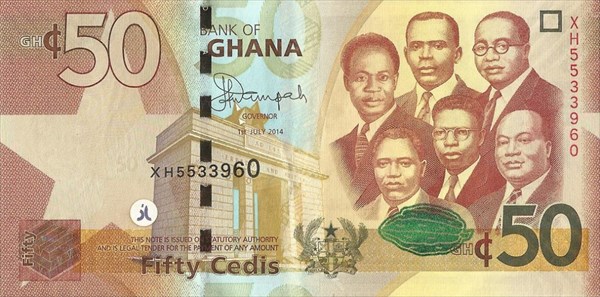 GH¢50
BANK OF
GHANA
GOVERNOR
1ST JULY 2014
XH5533960
XH5533960
Fifty
THIS NOTE IS ISSUED ON STATUTORY AUTHORITY
AND IS LEGAL TENDER FOR THE PAYMENT OF ANY AMOUNT
Fifty Cedis
GH¢50